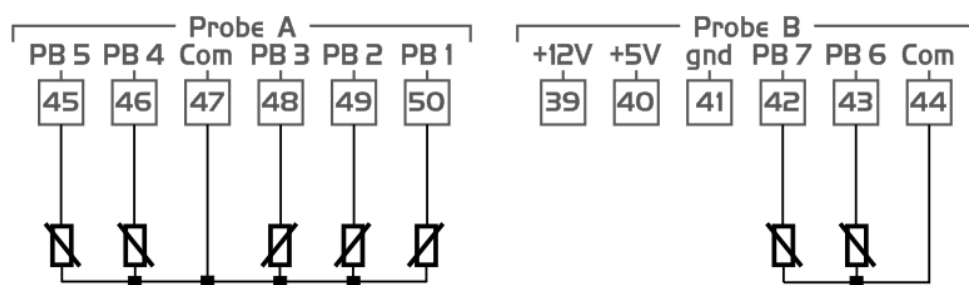 Probe A
PB 5 PB 4 Com PB 3 PB 2 PB 1
45 46 47 48 49 50
Probe B
+12V +5V gnd PB 7 PB 6 Com
39 40 41 42 43 44